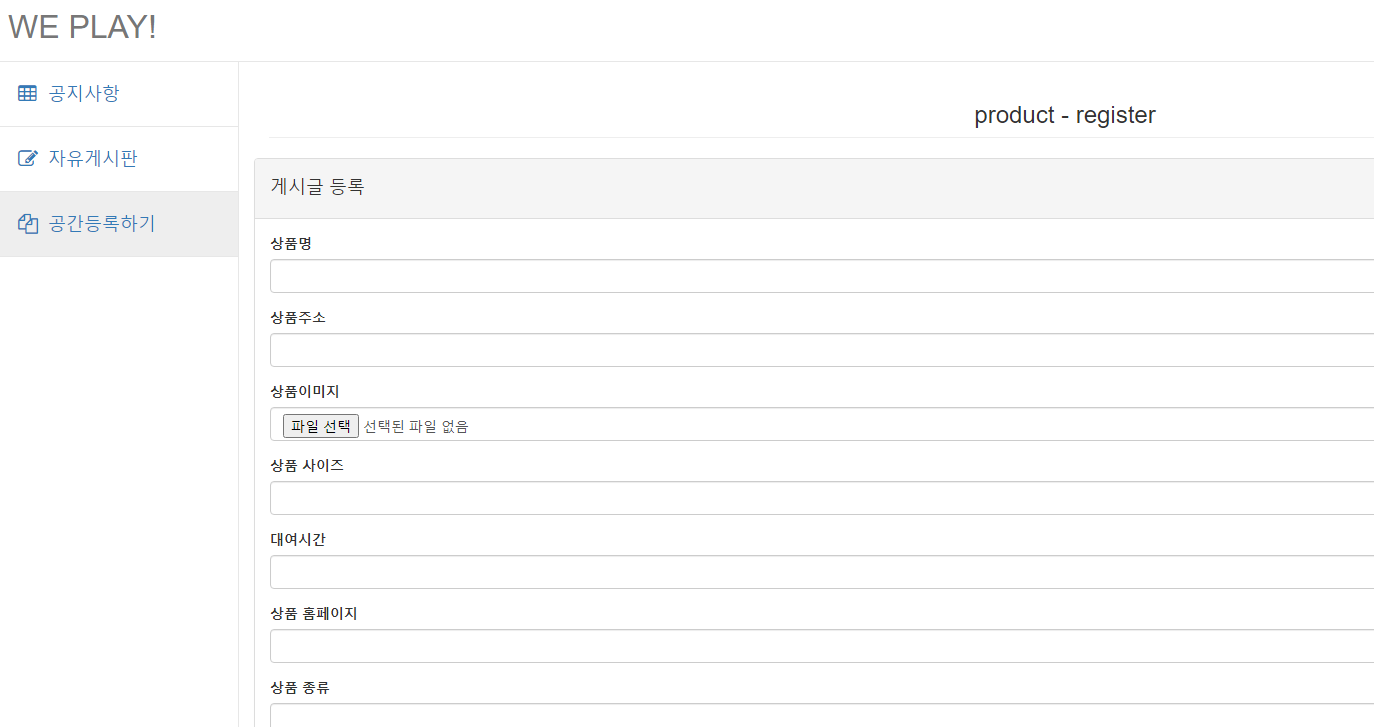 WE PLAY!
공지사항
자유게시판
공간등록하기
product - register
게시글 등록
상품명
상품주소
상품이미지
파일 선택 선택된 파일 없음
상품 사이즈
대여시간
상품 홈페이지
상품 종류